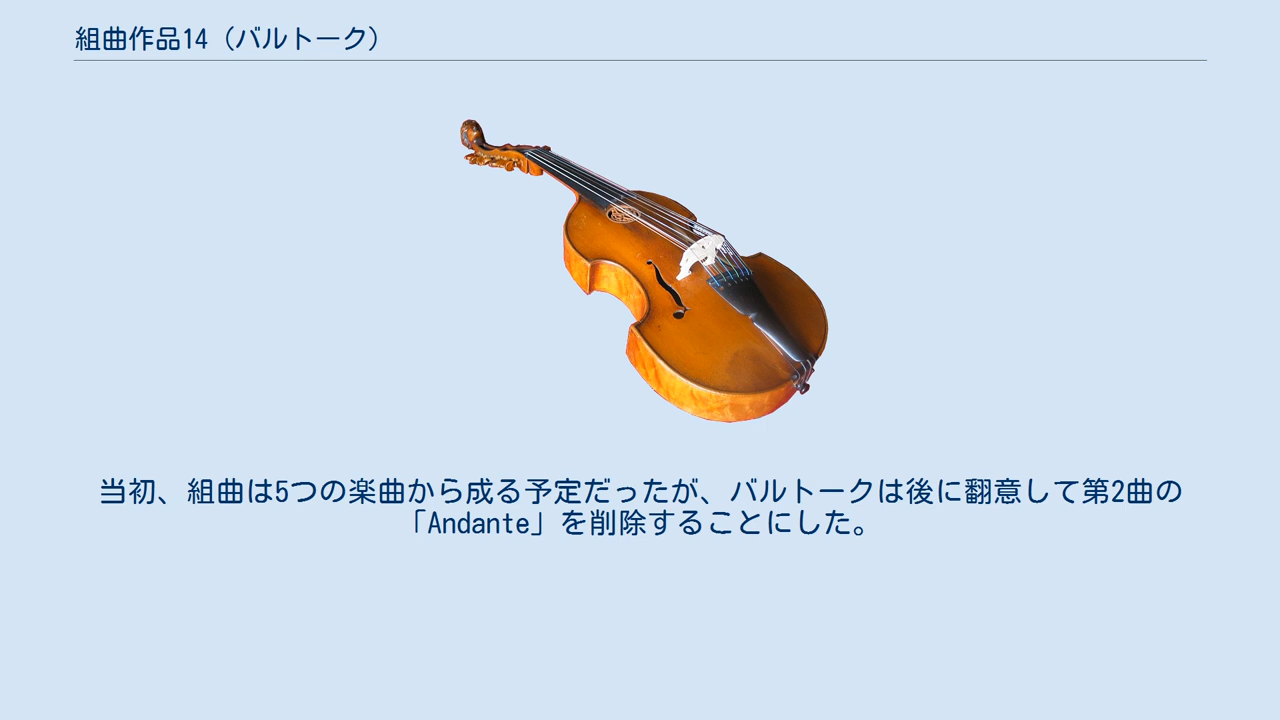 組曲作品14（バルトーク）
当初、組曲は5つの楽曲から成る予定だったが、バルトークは後に翻意して第2曲の
「Andante」を削除することにした。